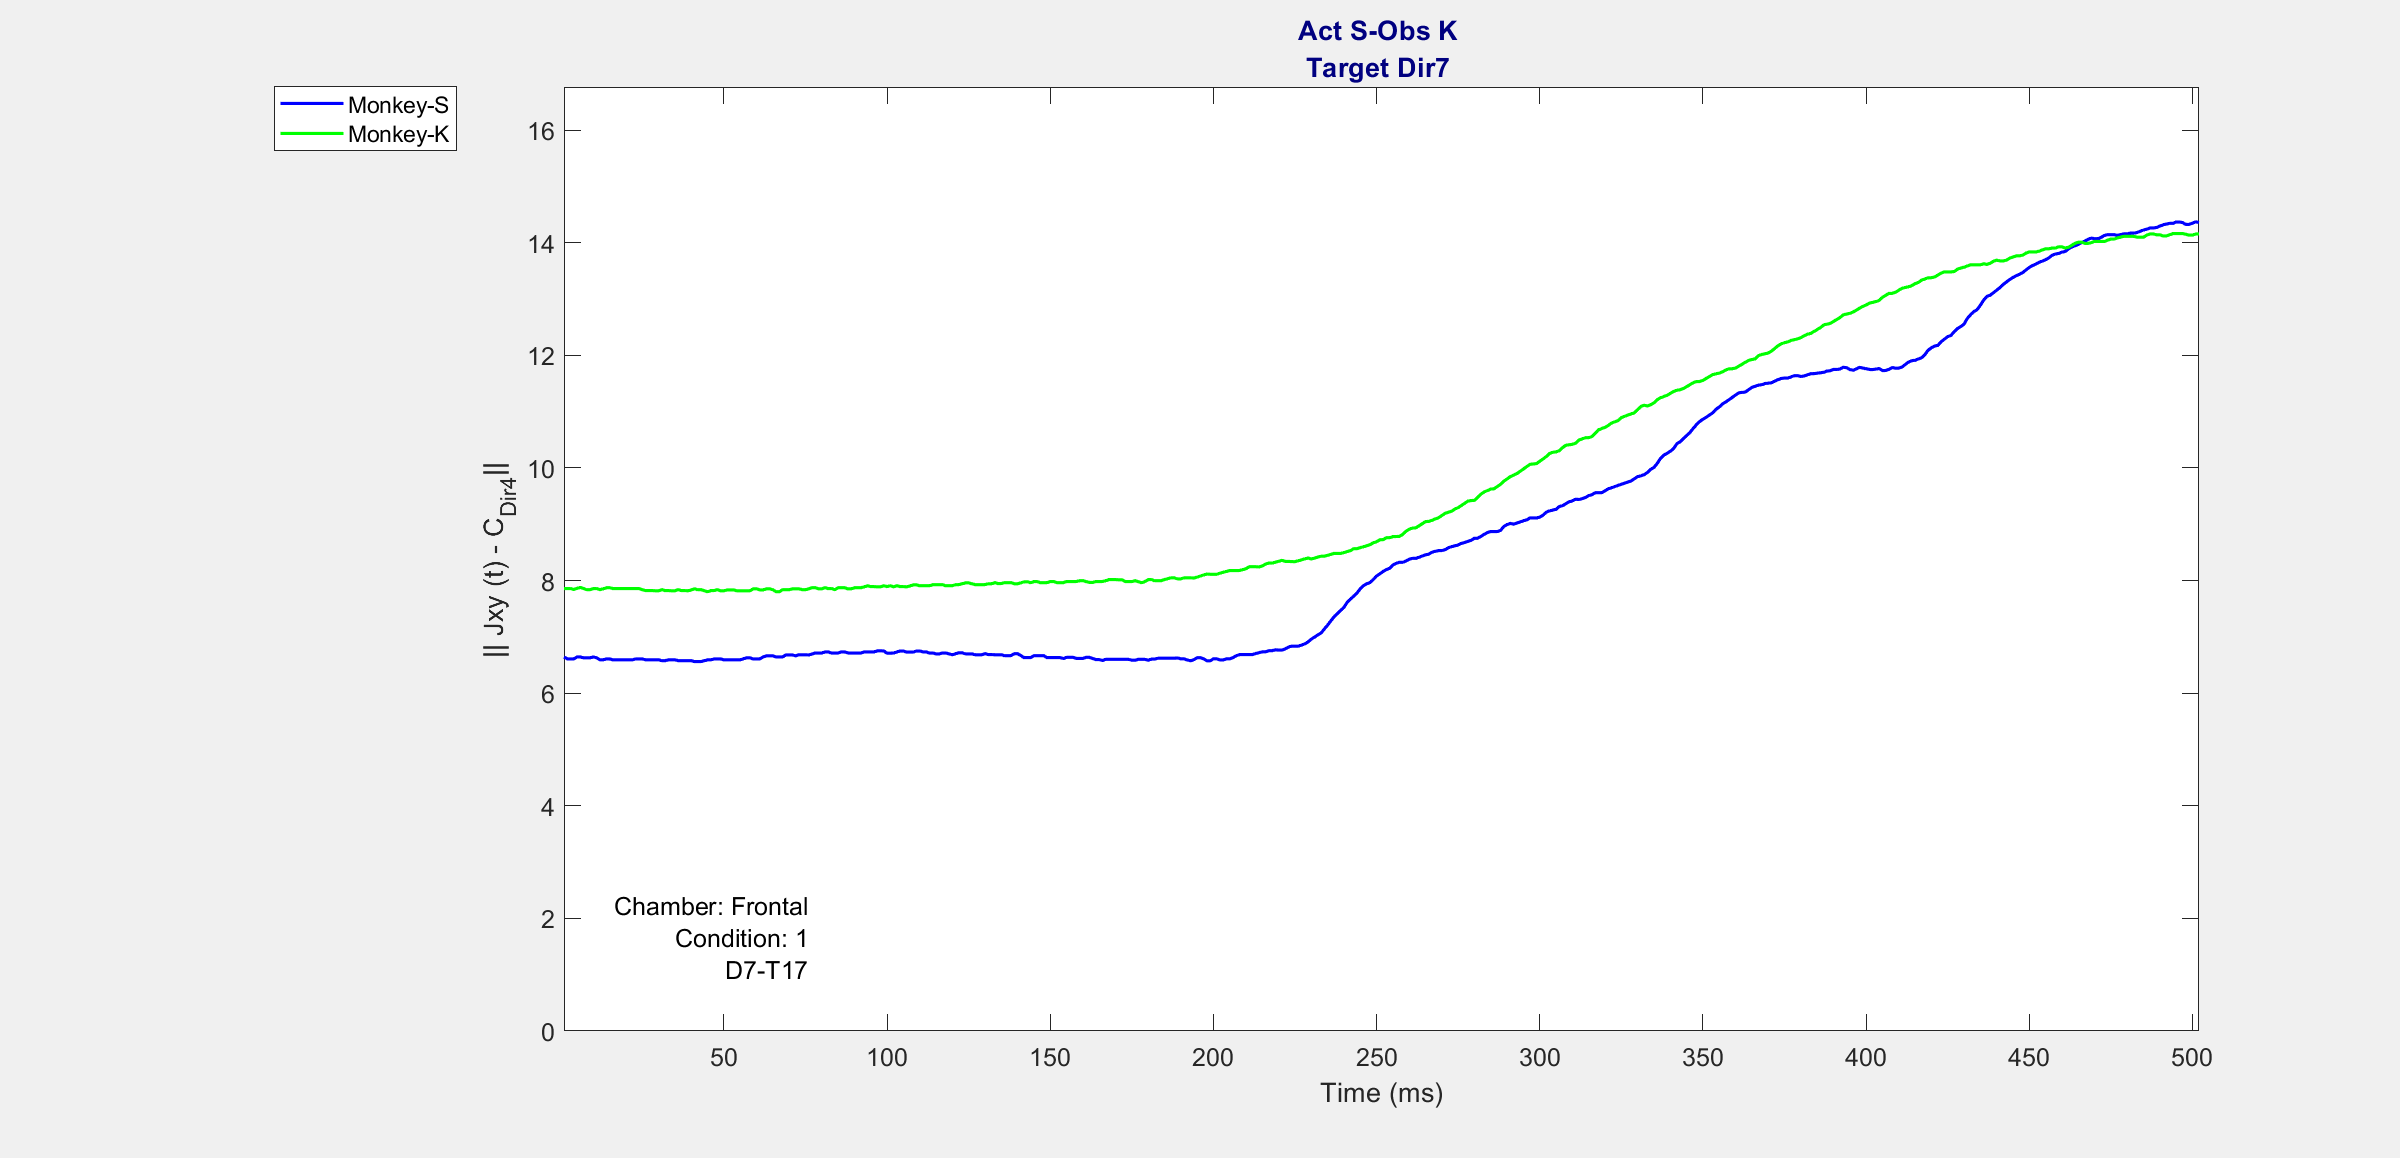 Act S-Obs K
Target Dir7
Monkey-S
Monkey-K
16
14
12
10
8
6
4
2
0
|| Jxy (t) - C_Dir4||
Chamber: Frontal
Condition: 1
D7-T17
50 100 150 200 250 300 350 400 450 500
Time (ms)